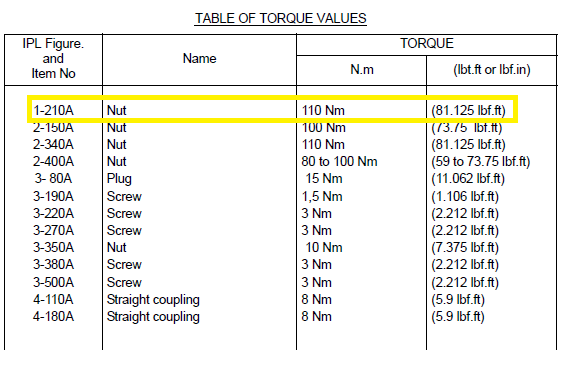 TABLE OF TORQUE VALUES
IPL Figure. and Item No Name TORQUE
N.m (lbt.ft or lbf.in)
1-210A Nut 110 Nm (81.125 lbf.ft)
2-150A Nut 100 Nm (73.75 lbf.ft)
2-340A Nut 110 Nm (81.125 lbf.ft)
2-400A Nut 80 to 100 Nm (59 to 73.75 lbf.ft)
3- 80A Plug 15 Nm (11.062 lbf.ft)
3-190A Screw 1,5 Nm (1.106 lbf.ft)
3-220A Screw 3 Nm (2.212 lbf.ft)
3-270A Screw 3 Nm (2.212 lbf.ft)
3-350A Nut 10 Nm (7.375 lbf.ft)
3-380A Screw 3 Nm (2.212 lbf.ft)
3-500A Screw 3 Nm (2.212 lbf.ft)
4-110A Straight coupling 8 Nm (5.9 lbf.ft)
4-180A Straight coupling 8 Nm (5.9 lbf.ft)